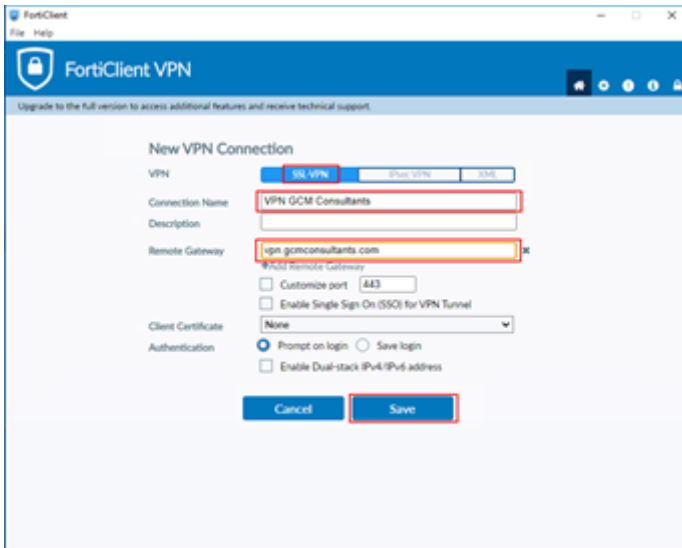 FortiClient
File Help
FortiClient VPN
Upgrade to the full version to access additional features and receive technical support.
New VPN Connection
VPN SSL-VPN IPsec VPN XML
Connection Name VPN GCM Consultants
Description
Remote Gateway vpn.gcmconsultants.com
+Add Remote Gateway
Customize port 443
Enable Single Sign On (SSO) for VPN Tunnel
Client Certificate None
Authentication Prompt on login Save login
Enable Dual-stack IPv4/IPv6 address
Cancel Save